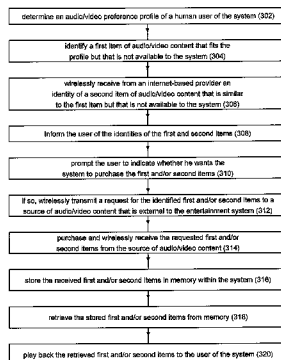 determine an audio/video preference profile of a human user of the system (302)
identify a first item of audio/video content that fits the
profile but that is not available to the system (304)
wirelessly receive from an internet-based provider an
identity of a second item of audio/video content that is similar
to the first item but that is not available to the system (306)
Inform the user of the identities of the first and second items (308)
prompt the user to indicate whether he wants the
system to purchase the first and/or second items (310)
If so, wirelessly transmit a request for the identified first and/or second items to a
source of audio/video content that is external to the entertainment system (312)
purchase and wirelessly receive the requested first and/or
second items from the source of audio/video content (314)
store the received first and/or second items in memory within the system (316)
retrieve the stored first and/or second items from memory (318)
play back the retrieved first and/or second items to the user of the system (320)